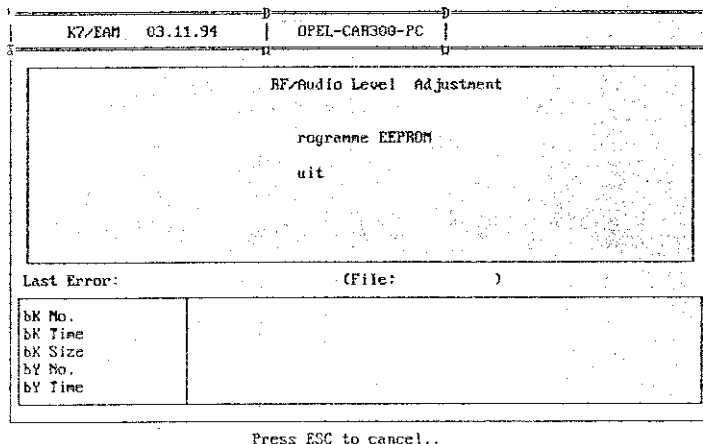 K7/EAM 03.11.94 OPEL-CAR300-PC
RF/Audio Level Adjustment
rogramme EEPROM
uit
Last Error: (File: )
bK No.
bK Time
bK Size
bY No.
bY Time
Press ESC to cancel..